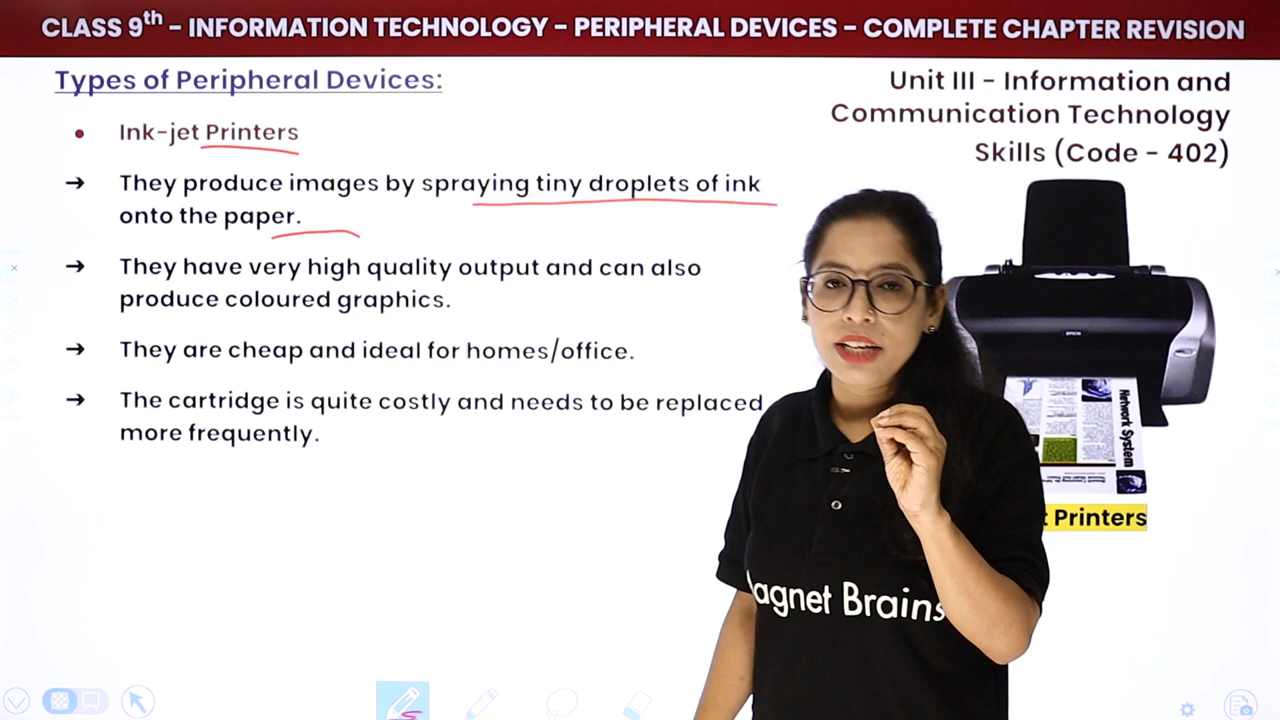 CLASS 9th - INFORMATION TECHNOLOGY - PERIPHERAL DEVICES - COMPLETE CHAPTER REVISION
Types of Peripheral Devices:
Unit III - Information and
Communication Technology
Skills (Code - 402)
• Ink-jet Printers
→ They produce images by spraying tiny droplets of ink
onto the paper.
→ They have very high quality output and can also
produce coloured graphics.
→ They are cheap and ideal for homes/office.
→ The cartridge is quite costly and needs to be replaced
more frequently.
EPSON
Network System
t Printers
agnet Brains